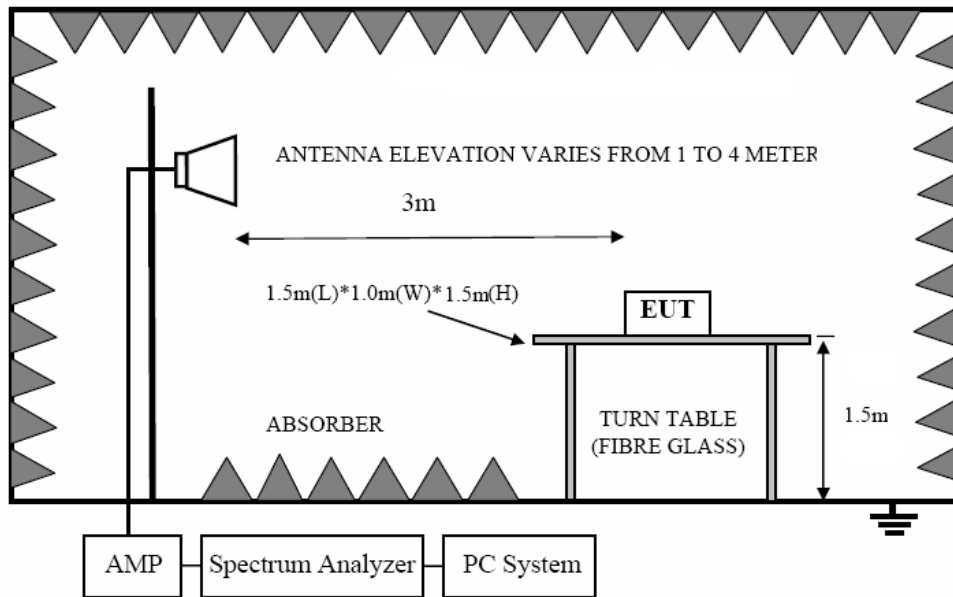 ANTENNA ELEVATION VARIES FROM 1 TO 4 METER
3m
1.5m(L)*1.0m(W)*1.5m(H)
EUT
ABSORBER
TURN TABLE
(FIBRE GLASS)
1.5m
AMP
Spectrum Analyzer
PC System